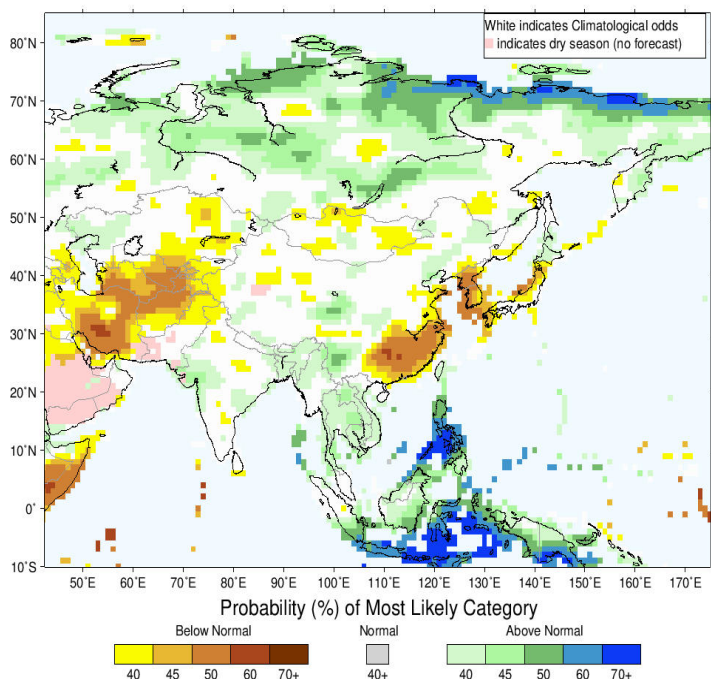 White indicates Climatological odds
indicates dry season (no forecast)
80°N
70°N
60°N
50°N
40°N
30°N
20°N
10°N
0°
10°S
50°E 60°E 70°E 80°E 90°E 100°E 110°E 120°E 130°E 140°E 150°E 160°E 170°E
Probability (%) of Most Likely Category
Below Normal Normal Above Normal
40 45 50 60 70+ 40+ 40 45 50 60 70+